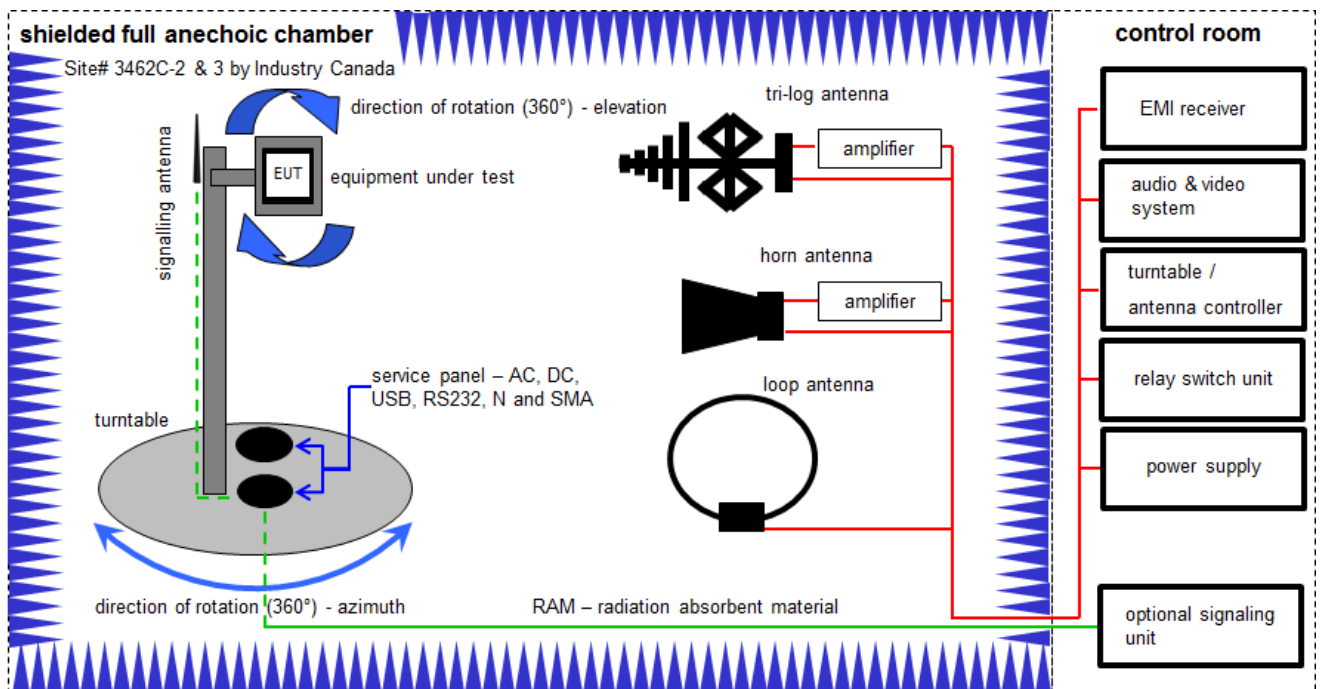 shielded full anechoic chamber
Site# 3462C-2 & 3 by Industry Canada
direction of rotation (360°) - elevation
signalling antenna
EUT
equipment under test
turntable
service panel – AC, DC,
USB, RS232, N and SMA
direction of rotation (360°) - azimuth
tri-log antenna
amplifier
horn antenna
amplifier
loop antenna
RAM – radiation absorbent material
control room
EMI receiver
audio & video
system
turntable /
antenna controller
relay switch unit
power supply
optional signaling
unit